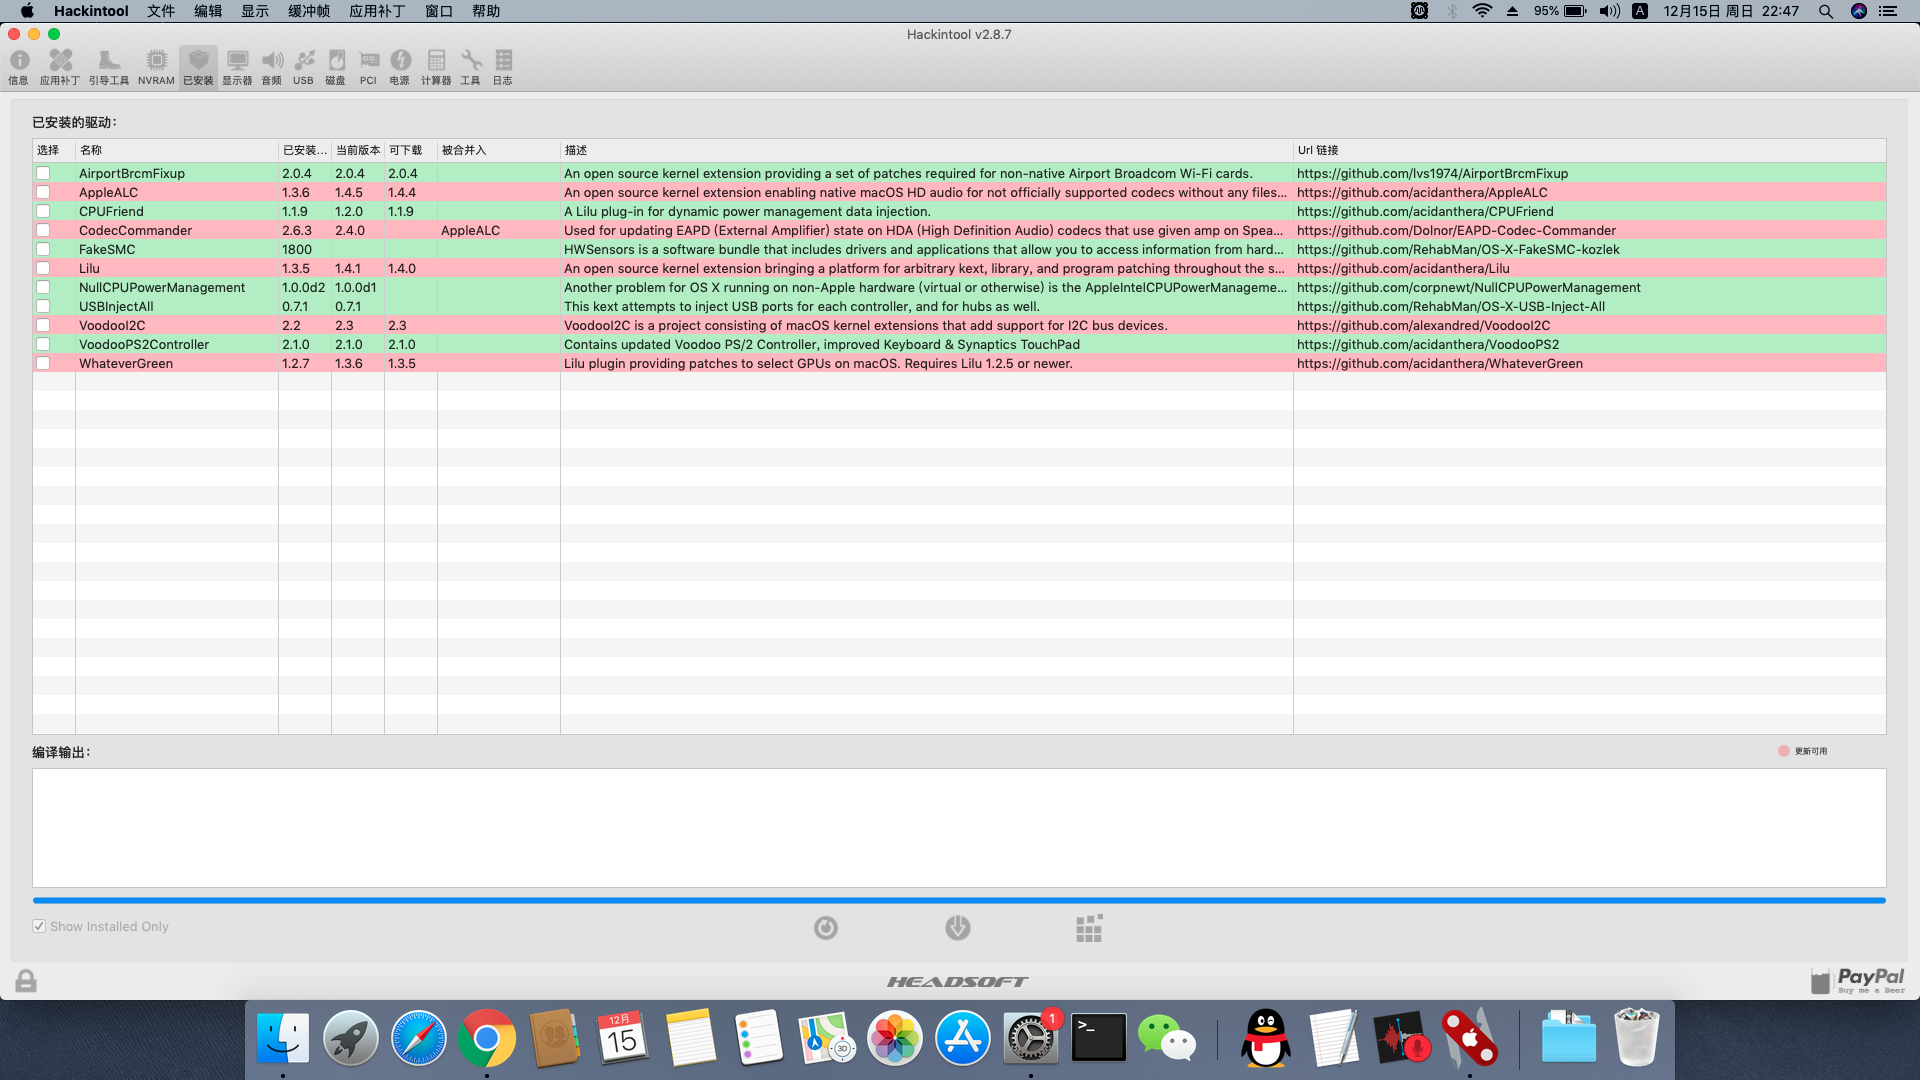 Hackintool 文件 编辑 显示 缓冲帧 应用补丁 窗口 帮助 95% A 12月15日 周日 22:47
Hackintool v2.8.7
信息 应用补丁 引导工具 NVRAM 已安装 显示器 音频 USB 磁盘 PCI 电源 计算器 工具 日志
已安装的驱动:
选择 名称 已安装... 当前版本 可下载 被合并入 描述 Url 链接
AirportBrcmFixup 2.0.4 2.0.4 2.0.4 An open source kernel extension providing a set of patches required for non-native Airport Broadcom Wi-Fi cards. https://github.com/lvs1974/AirportBrcmFixup
AppleALC 1.3.6 1.4.5 1.4.4 An open source kernel extension enabling native macOS HD audio for not officially supported codecs without any files... https://github.com/acidanthera/AppleALC
CPUFriend 1.1.9 1.2.0 1.1.9 A Lilu plug-in for dynamic power management data injection. https://github.com/acidanthera/CPUFriend
CodecCommander 2.6.3 2.4.0 AppleALC Used for updating EAPD (External Amplifier) state on HDA (High Definition Audio) codecs that use given amp on Spea... https://github.com/Dolnor/EAPD-Codec-Commander
FakeSMC 1800 HWSensors is a software bundle that includes drivers and applications that allow you to access information from hard... https://github.com/RehabMan/OS-X-FakeSMC-kozlek
Lilu 1.3.5 1.4.1 1.4.0 An open source kernel extension bringing a platform for arbitrary kext, library, and program patching throughout the s... https://github.com/acidanthera/Lilu
NullCPUPowerManagement 1.0.0d2 1.0.0d1 Another problem for OS X running on non-Apple hardware (virtual or otherwise) is the AppleIntelCPUPowerManageme... https://github.com/corpnewt/NullCPUPowerManagement
USBInjectAll 0.7.1 0.7.1 This kext attempts to inject USB ports for each controller, and for hubs as well. https://github.com/RehabMan/OS-X-USB-Inject-All
VoodooI2C 2.2 2.3 2.3 VoodooI2C is a project consisting of macOS kernel extensions that add support for I2C bus devices. https://github.com/alexandred/VoodooI2C
VoodooPS2Controller 2.1.0 2.1.0 2.1.0 Contains updated Voodoo PS/2 Controller, improved Keyboard & Synaptics TouchPad https://github.com/acidanthera/VoodooPS2
WhateverGreen 1.2.7 1.3.6 1.3.5 Lilu plugin providing patches to select GPUs on macOS. Requires Lilu 1.2.5 or newer. https://github.com/acidanthera/WhateverGreen
编译输出: 更新可用
Show Installed Only
HEADSOFT
PayPal
Buy me a Beer
12月
15
3D
1
>_